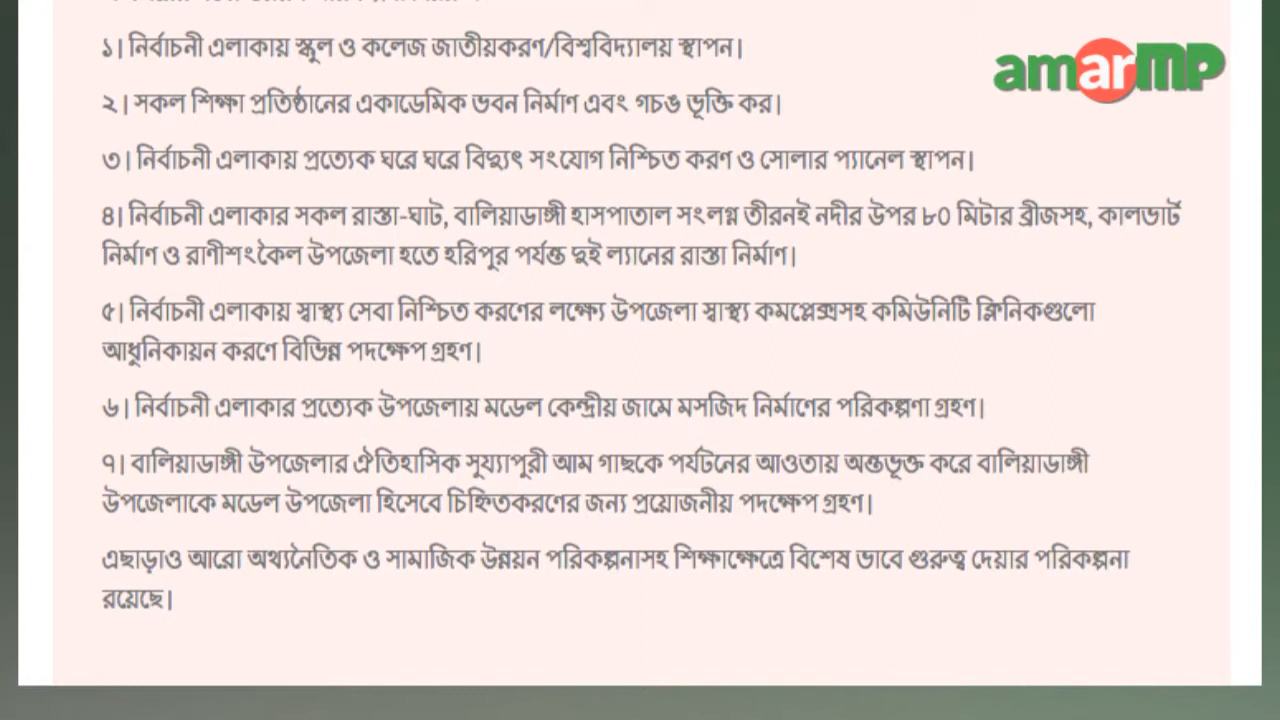 ১। নির্বাচনী এলাকায় স্কুল ও কলেজ জাতীয়করণ/বিশ্ববিদ্যালয় স্থাপন।
amarMP
২। সকল শিক্ষা প্রতিষ্ঠানের একাডেমিক ভবন নির্মাণ এবং গচঙ ভূক্তি কর।
৩। নির্বাচনী এলাকায় প্রত্যেক ঘরে ঘরে বিদ্যুৎ সংযোগ নিশ্চিত করণ ও সোলার প্যানেল স্থাপন।
৪। নির্বাচনী এলাকার সকল রাস্তা-ঘাট, বালিয়াডাঙ্গী হাসপাতাল সংলগ্ন তীরনই নদীর উপর ৮০ মিটার ব্রীজসহ, কালভার্ট
নির্মাণ ও রাণীশংকৈল উপজেলা হতে হরিপুর পর্যন্ত দুই ল্যানের রাস্তা নির্মাণ।
৫। নির্বাচনী এলাকায় স্বাস্থ্য সেবা নিশ্চিত করণের লক্ষ্যে উপজেলা স্বাস্থ্য কমপ্লেক্সসহ কমিউনিটি ক্লিনিকগুলো
আধুনিকায়ন করণে বিভিন্ন পদক্ষেপ গ্রহণ।
৬। নির্বাচনী এলাকার প্রত্যেক উপজেলায় মডেল কেন্দ্রীয় জামে মসজিদ নির্মাণের পরিকল্পণা গ্রহণ।
৭। বালিয়াডাঙ্গী উপজেলার ঐতিহাসিক সূয্যাপুরী আম গাছকে পর্যটনের আওতায় অন্তভূক্ত করে বালিয়াডাঙ্গী
উপজেলাকে মডেল উপজেলা হিসেবে চিহ্নিতকরণের জন্য প্রয়োজনীয় পদক্ষেপ গ্রহণ।
এছাড়াও আরো অথ্যনৈতিক ও সামাজিক উন্নয়ন পরিকল্পনাসহ শিক্ষাক্ষেত্রে বিশেষ ভাবে গুরুত্ব দেয়ার পরিকল্পনা
রয়েছে।